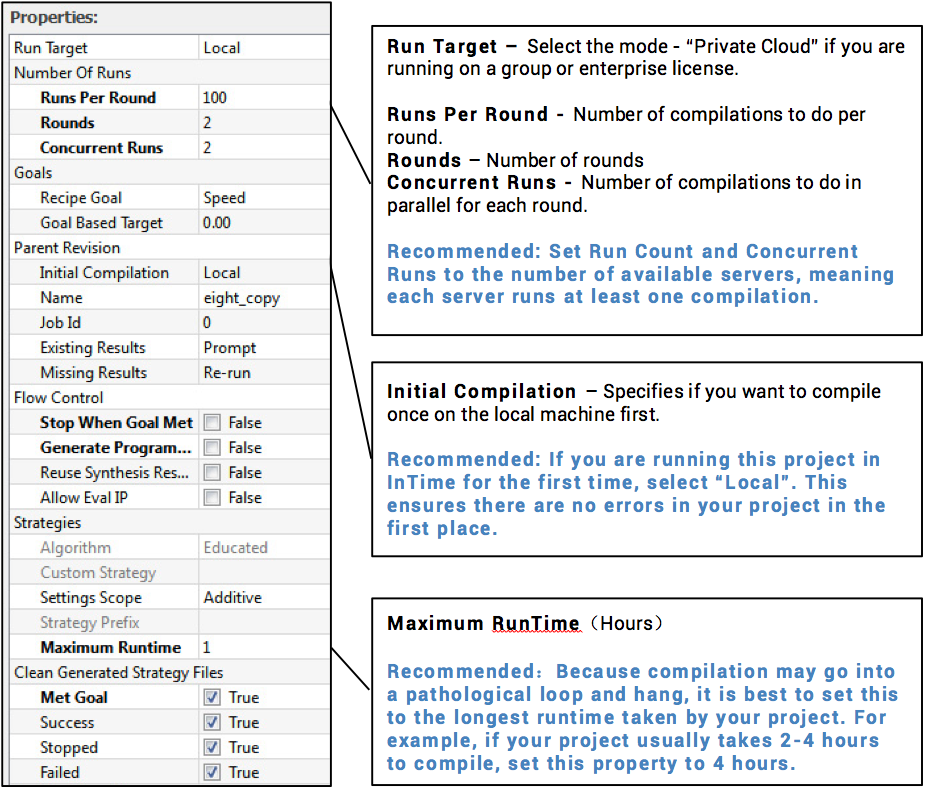 Properties:
Run Target Local
Number Of Runs
Runs Per Round 100
Rounds 2
Concurrent Runs 2
Goals
Recipe Goal Speed
Goal Based Target 0.00
Parent Revision
Initial Compilation Local
Name eight_copy
Job Id 0
Existing Results Prompt
Missing Results Re-run
Flow Control
Stop When Goal Met False
Generate Program... False
Reuse Synthesis Res... False
Allow Eval IP False
Strategies
Algorithm Educated
Custom Strategy
Settings Scope Additive
Strategy Prefix
Maximum Runtime 1
Clean Generated Strategy Files
Met Goal True
Success True
Stopped True
Failed True
Run Target – Select the mode - “Private Cloud” if you are
running on a group or enterprise license.
Runs Per Round - Number of compilations to do per
round.
Rounds – Number of rounds
Concurrent Runs - Number of compilations to do in
parallel for each round.
Recommended: Set Run Count and Concurrent
Runs to the number of available servers, meaning
each server runs at least one compilation.
Initial Compilation – Specifies if you want to compile
once on the local machine first.
Recommended: If you are running this project in
InTime for the first time, select “Local”. This
ensures there are no errors in your project in the
first place.
Maximum RunTime（Hours）
Recommended： Because compilation may go into
a pathological loop and hang, it is best to set this
to the longest runtime taken by your project. For
example, if your project usually takes 2-4 hours
to compile, set this property to 4 hours.